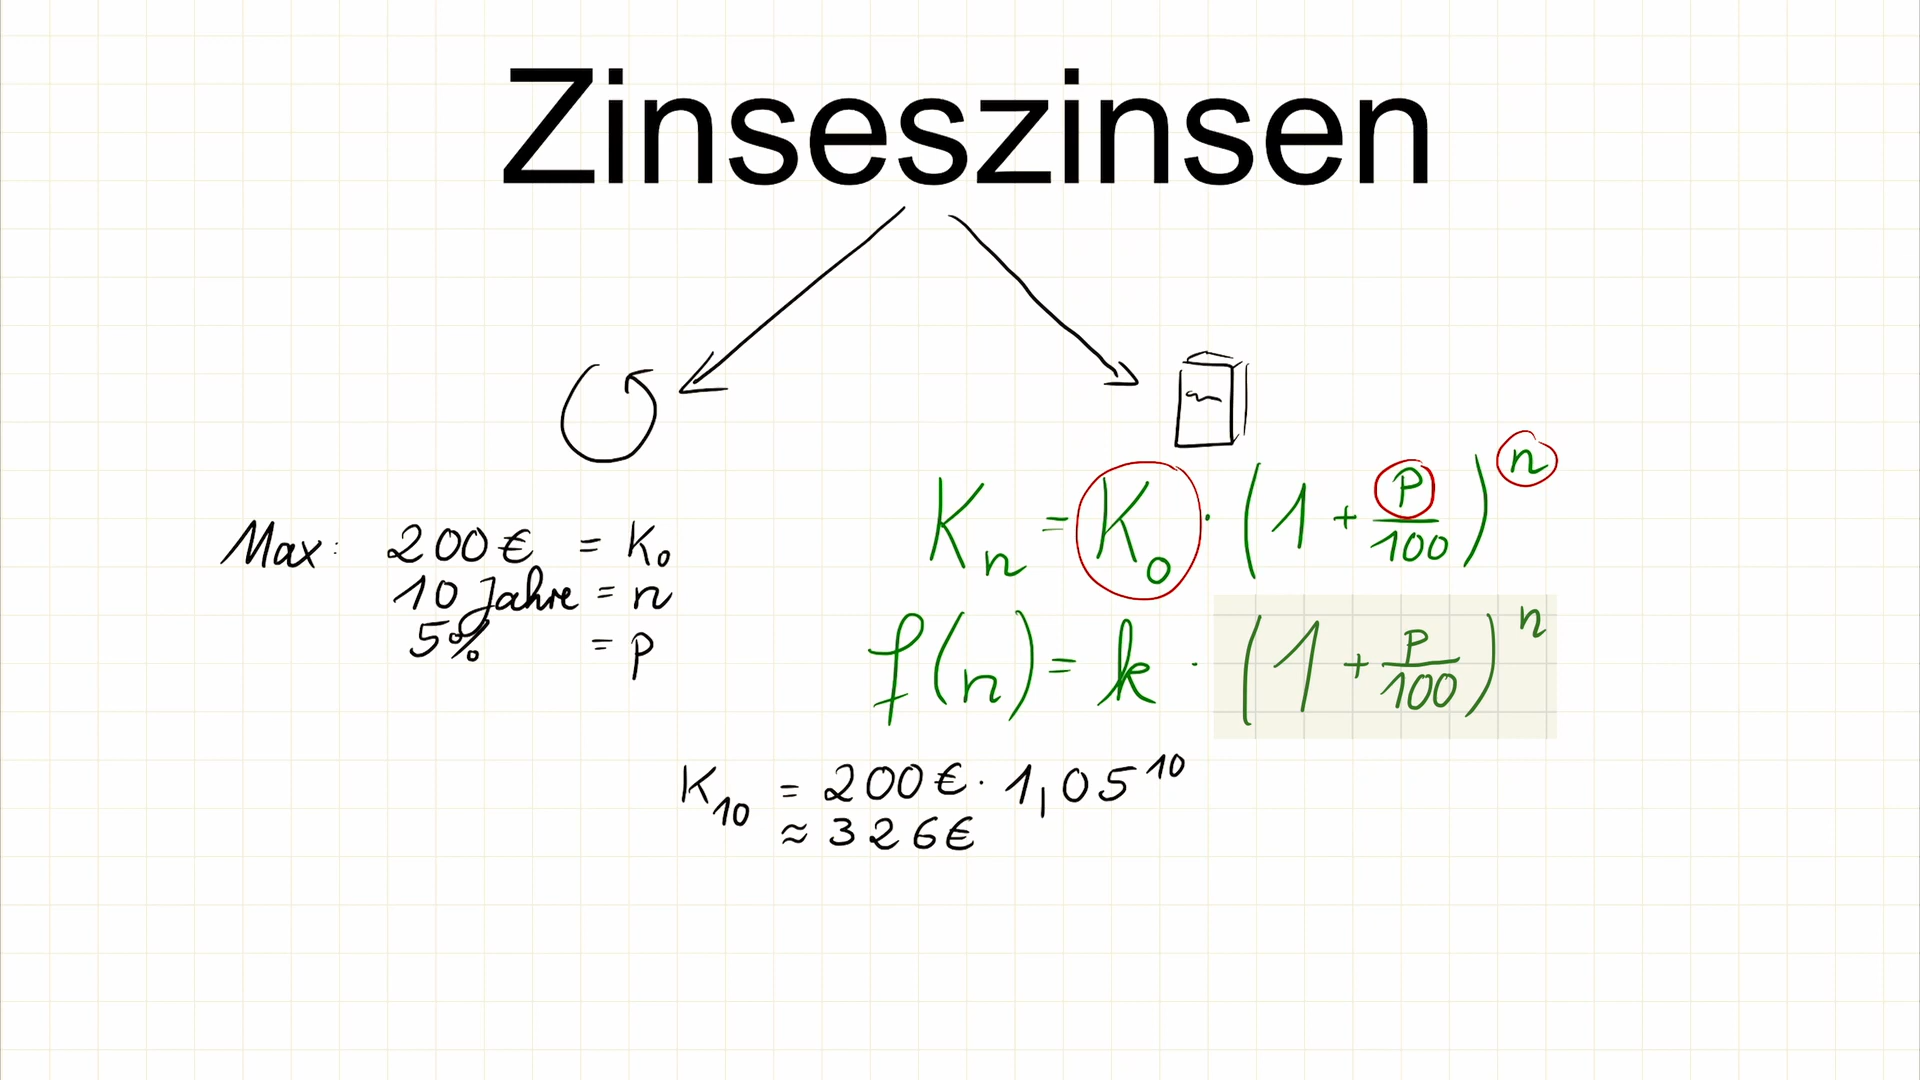 Zinseszinsen
Max: 200€ = K₀
10 Jahre = n
5% = p
Kₙ = K₀ · (1 + p/100)ⁿ
f(n) = k · (1 + p/100)ⁿ
K₁₀ = 200€ · 1,05¹⁰
≈ 326€